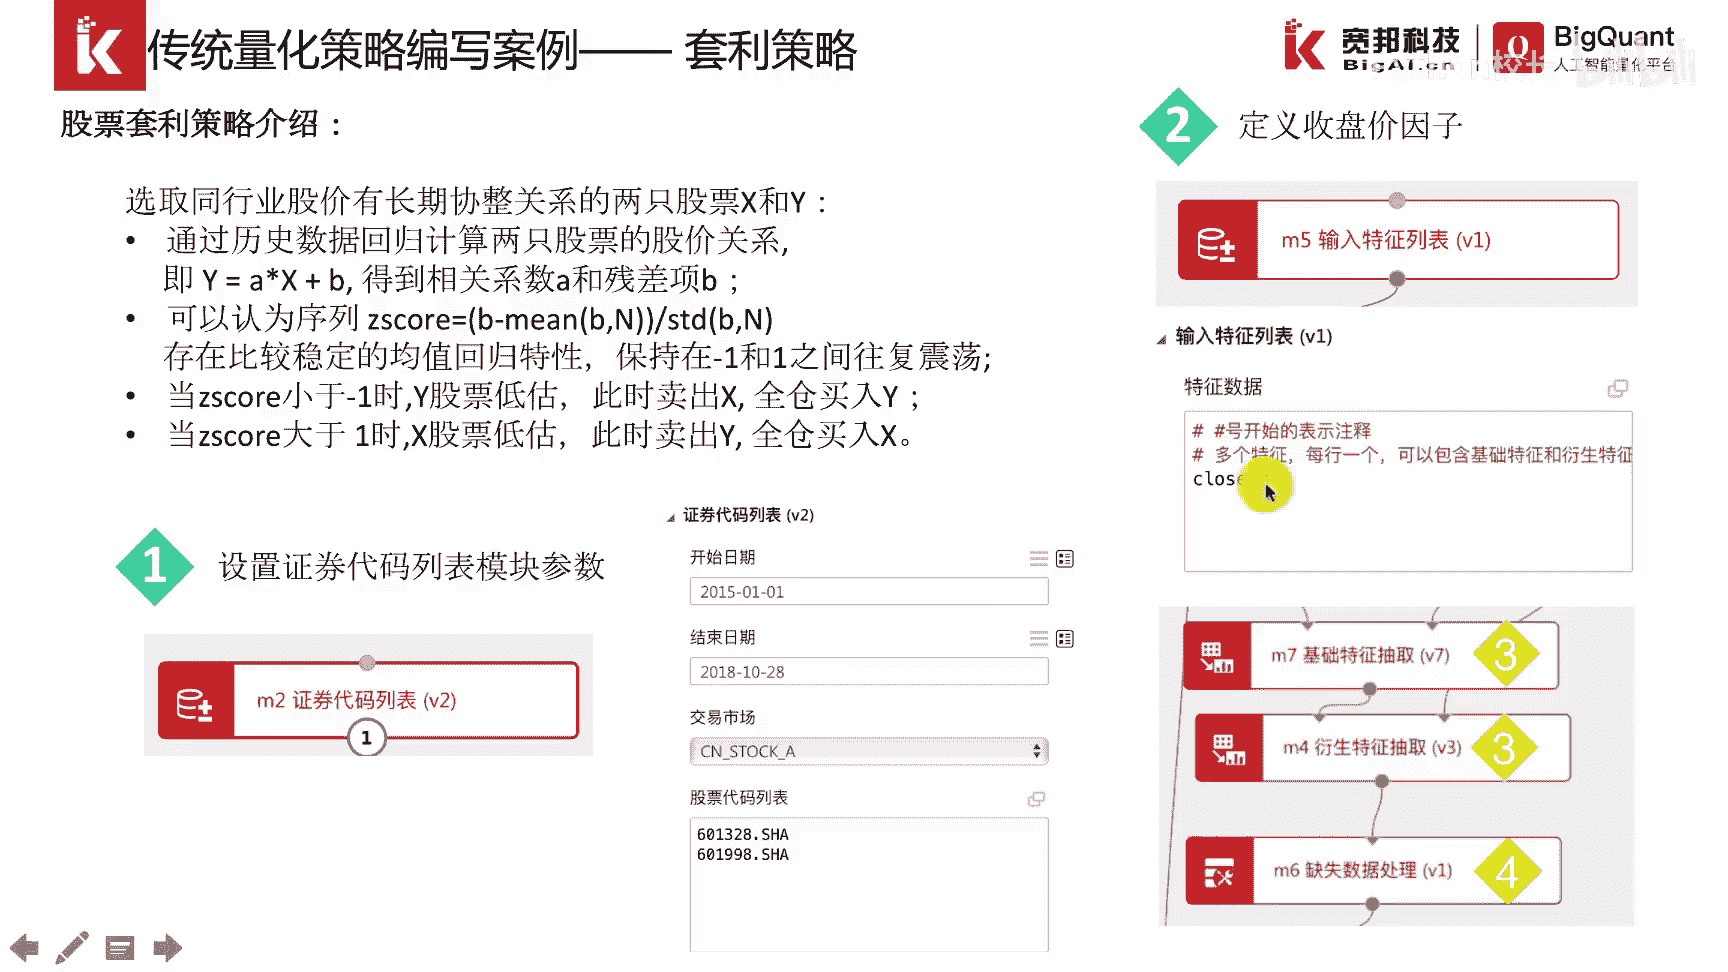 传统量化策略编写案例—— 套利策略
宽邦科技
BigAI.cn
BigQuant
人工智能量化平台
股票套利策略介绍：
选取同行业股价有长期协整关系的两只股票X和Y：
• 通过历史数据回归计算两只股票的股价关系,
即 Y = a*X + b, 得到相关系数a和残差项b；
• 可以认为序列 zscore=(b-mean(b,N))/std(b,N)
存在比较稳定的均值回归特性，保持在-1和1之间往复震荡;
• 当zscore小于-1时,Y股票低估，此时卖出X, 全仓买入Y；
• 当zscore大于 1时,X股票低估，此时卖出Y, 全仓买入X。
1 设置证券代码列表模块参数
m2 证券代码列表 (v2)
1
证券代码列表 (v2)
开始日期
2015-01-01
结束日期
2018-10-28
交易市场
CN_STOCK_A
股票代码列表
601328.SHA
601998.SHA
2 定义收盘价因子
m5 输入特征列表 (v1)
输入特征列表 (v1)
特征数据
# #号开始的表示注释
# 多个特征，每行一个，可以包含基础特征和衍生特征
close
m7 基础特征抽取 (v7) 3
m4 衍生特征抽取 (v3) 3
m6 缺失数据处理 (v1) 4